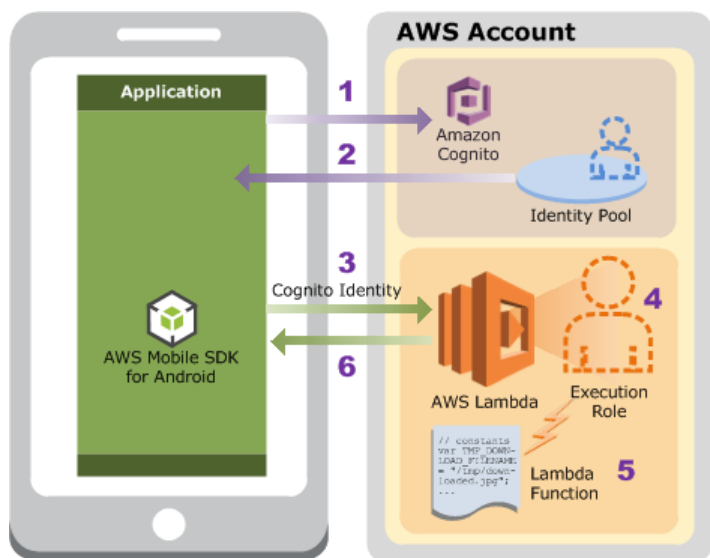 AWS Account
Application
1
Amazon
Cognito
2
Identity Pool
3
Cognito Identity
4
6
AWS Mobile SDK
for Android
AWS Lambda
Execution
Role
// constants
var TMP_DOWN-
LOAD_FILENAME
= "/Tmp/down-
loaded.jpg";
...
Lambda
Function
5